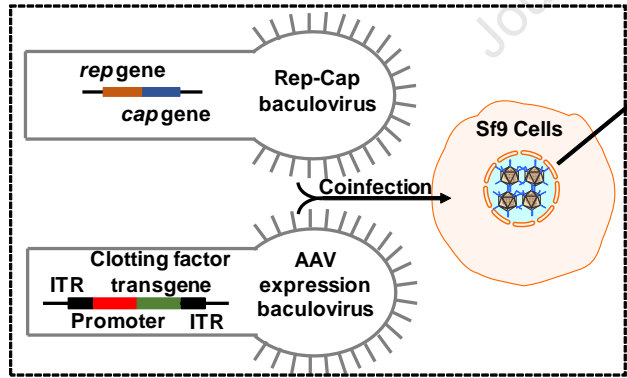 Jou
rep gene
cap gene
Rep-Cap
baculovirus
Sf9 Cells
Coinfection
Clotting factor
transgene
ITR
Promoter
ITR
AAV
expression
baculovirus